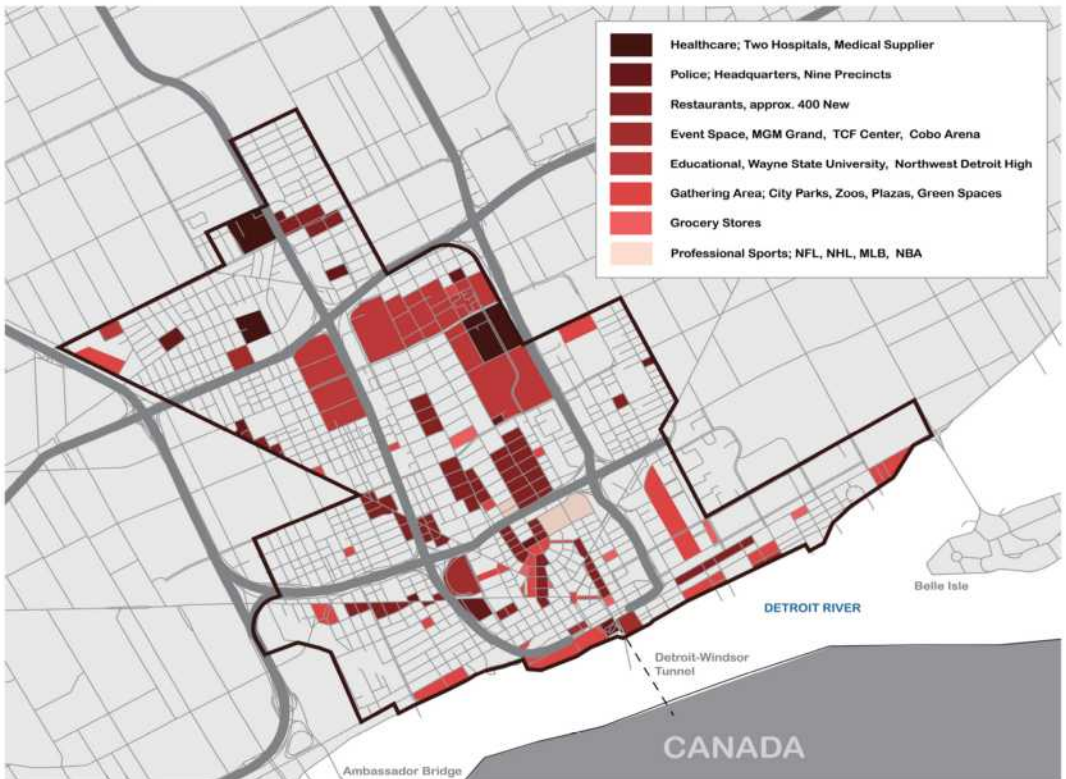 Healthcare; Two Hospitals, Medical Supplier
Police; Headquarters, Nine Precincts
Restaurants, approx. 400 New
Event Space, MGM Grand, TCF Center, Cobo Arena
Educational, Wayne State University, Northwest Detroit High
Gathering Area; City Parks, Zoos, Plazas, Green Spaces
Grocery Stores
Professional Sports; NFL, NHL, MLB, NBA
Belle Isle
DETROIT RIVER
Detroit-Windsor
Tunnel
CANADA
Ambassador Bridge